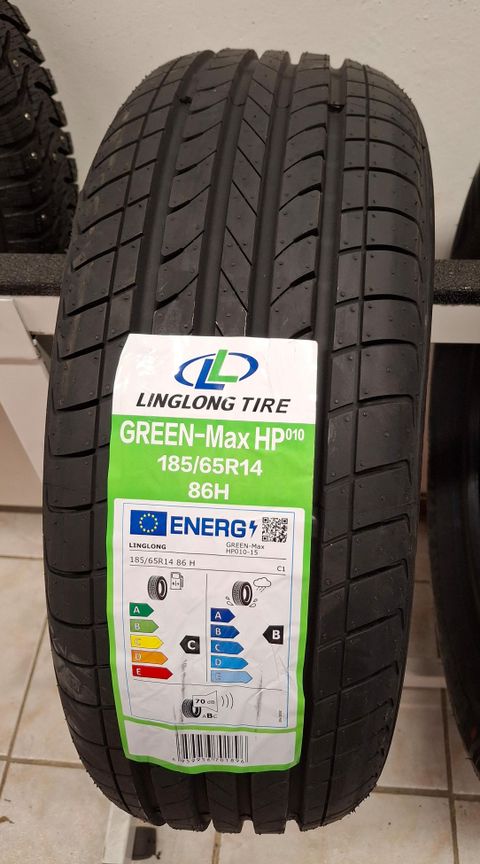 LINGLONG TIRE
GREEN-Max HP010
185/65R14
86H
ENERG
LINGLONG GREEN-Max
HP010-15
185/65R14 86 H C1
A A
B B
C C
D D
E E
C B
70 dB
ABC